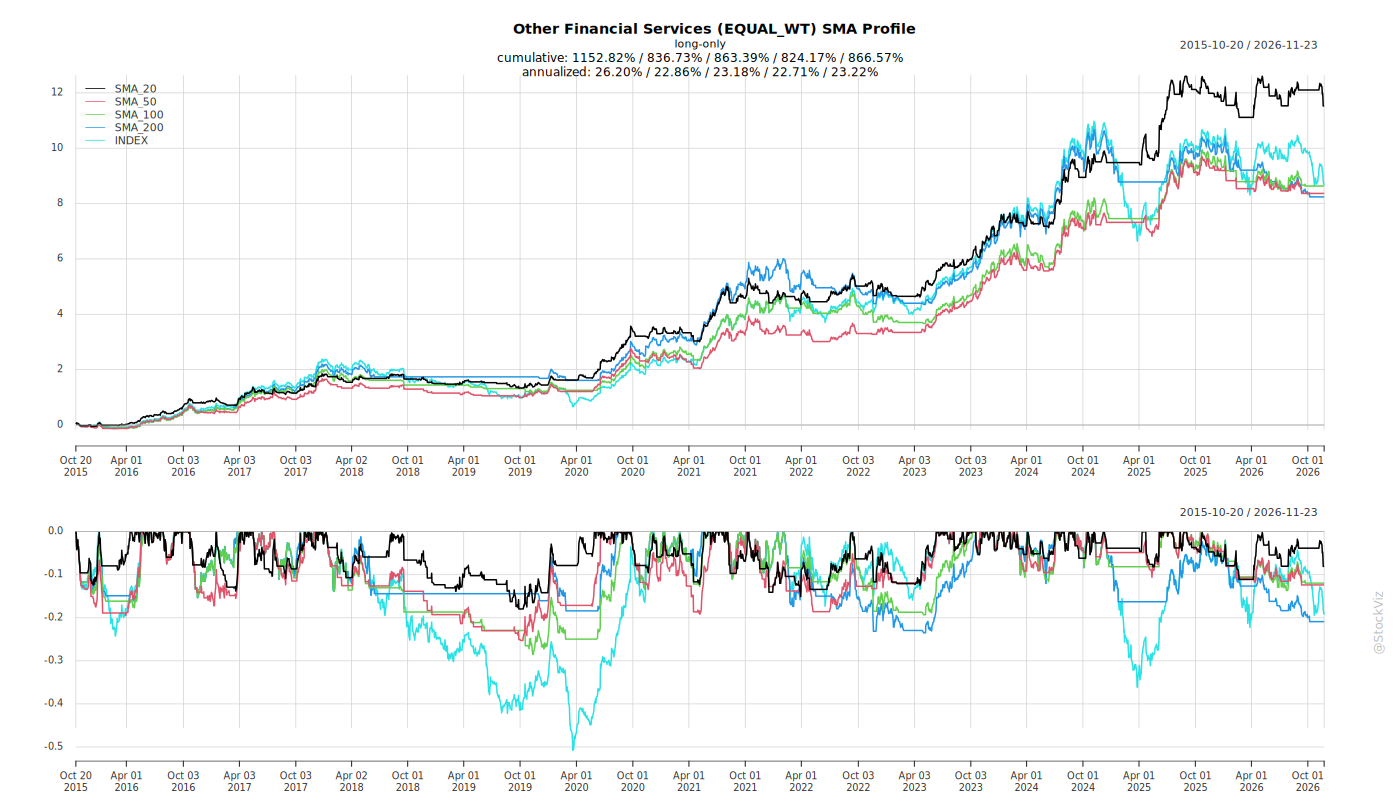 Other Financial Services (EQUAL_WT) SMA Profile
long-only
2015-10-20 / 2026-11-23
cumulative: 1152.82% / 836.73% / 863.39% / 824.17% / 866.57%
annualized: 26.20% / 22.86% / 23.18% / 22.71% / 23.22%
SMA_20
SMA_50
SMA_100
SMA_200
INDEX
12
10
8
6
4
2
0
Oct 20 Apr 01 Oct 03 Apr 03 Oct 03 Apr 02 Oct 01 Apr 01 Oct 01 Apr 01 Oct 01 Apr 01 Oct 01 Apr 01 Oct 03 Apr 03 Oct 03 Apr 01 Oct 01 Apr 01 Oct 01 Apr 01 Oct 01
2015 2016 2016 2017 2017 2018 2018 2019 2019 2020 2020 2021 2021 2022 2022 2023 2023 2024 2024 2025 2025 2026 2026
2015-10-20 / 2026-11-23
0.0
-0.1
-0.2
-0.3
-0.4
-0.5
Oct 20 Apr 01 Oct 03 Apr 03 Oct 03 Apr 02 Oct 01 Apr 01 Oct 01 Apr 01 Oct 01 Apr 01 Oct 01 Apr 01 Oct 03 Apr 03 Oct 03 Apr 01 Oct 01 Apr 01 Oct 01 Apr 01 Oct 01
2015 2016 2016 2017 2017 2018 2018 2019 2019 2020 2020 2021 2021 2022 2022 2023 2023 2024 2024 2025 2025 2026 2026
@StockViz